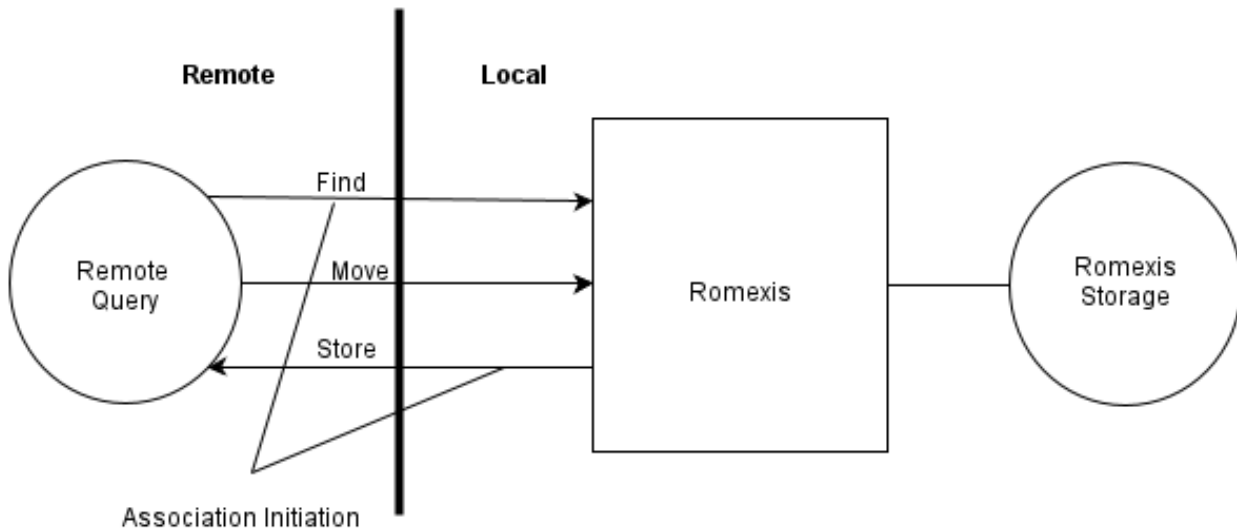 Remote
Local
Find
Move
Store
Remote
Query
Romexis
Romexis
Storage
Association Initiation